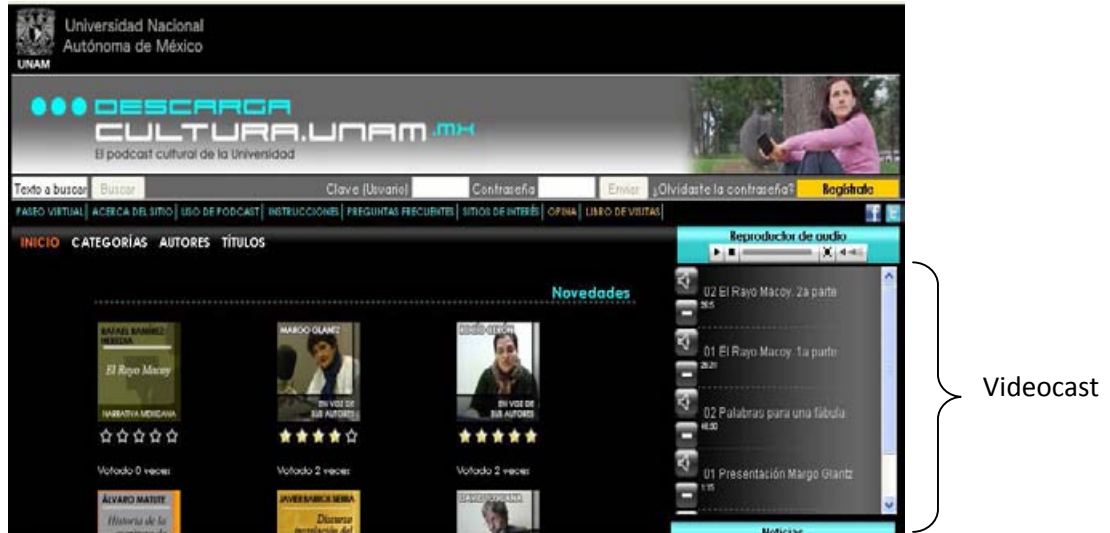 Universidad Nacional
Autónoma de México
UNAM
DESCARGA
CULTURA.UNAM.MX
El podcast cultural de la Universidad
Texto a buscar Buscar Clave (Usuario) Contraseña Enviar ¿Olvidaste la contraseña? Regístrate
PASEO VIRTUAL ACERCA DEL SITIO USO DE PODCAST INSTRUCCIONES PREGUNTAS FRECUENTES SITIOS DE INTERÉS OPINA LIBRO DE VISITAS
INICIO CATEGORÍAS AUTORES TÍTULOS
Novedades
RAFAEL RAMÍREZ
HEREDIA
El Rayo Macoy
NARRATIVA MEXICANA
MARGO GLANTZ
EN VOZ DE
SUS AUTORES
ROCÍO CERÓN
EN VOZ DE
SUS AUTORES
Votado 0 veces
Votado 2 veces
Votado 2 veces
ÁLVARO MATUTE
Historia de la
JAVIER BARROS SIERRA
Discurso
instalación del
Reproductor de audio
02 El Rayo Macoy. 2a parte
01 El Rayo Macoy. 1a parte
02 Palabras para una fábula
01 Presentación Margo Glantz
1:15
Noticias
Videocast